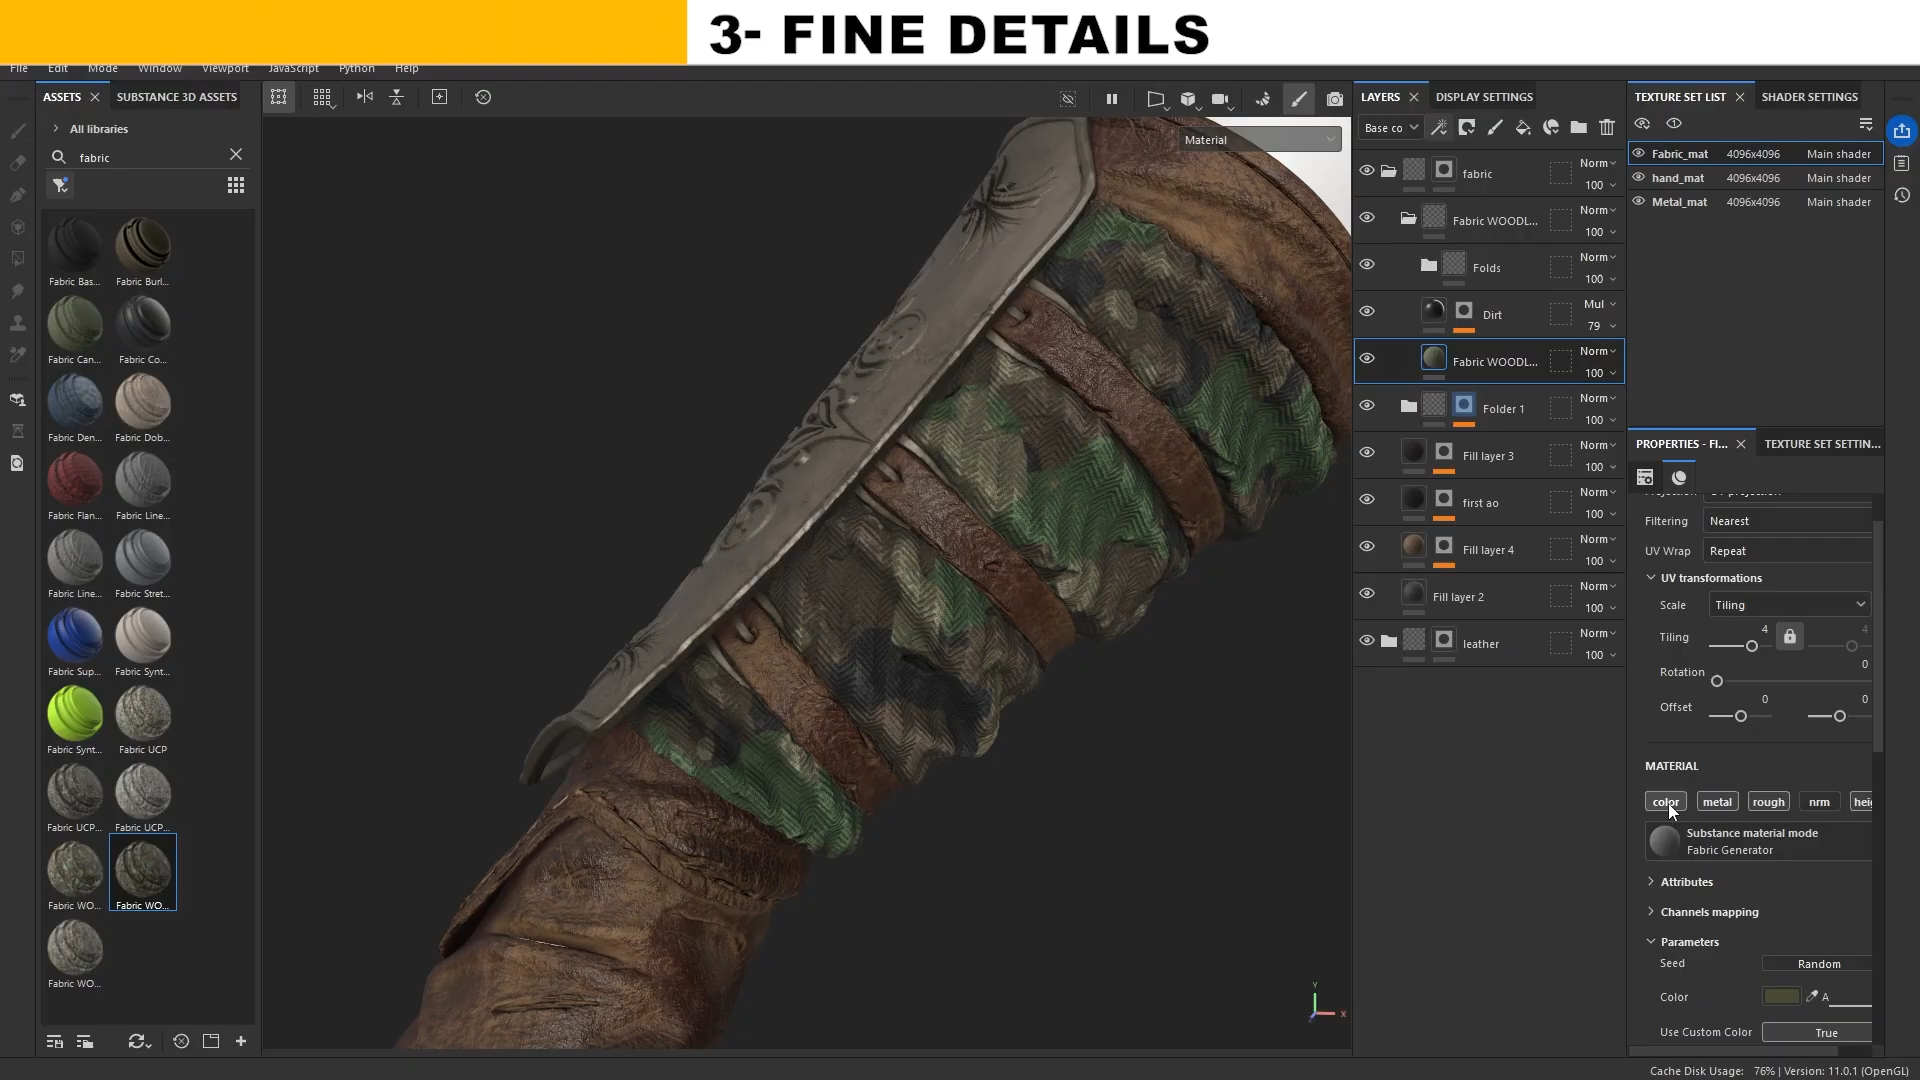 3- FINE DETAILS
File Edit Mode Window Viewport JavaScript Python Help
ASSETS SUBSTANCE 3D ASSETS
All libraries
fabric
Fabric Bas... Fabric Burl...
Fabric Can... Fabric Co...
Fabric Den... Fabric Dob...
Fabric Flan... Fabric Line...
Fabric Line... Fabric Stret...
Fabric Sup... Fabric Synt...
Fabric Synt... Fabric UCP
Fabric UCP... Fabric UCP...
Fabric WO... Fabric WO...
Fabric WO...
Material
Y
X
LAYERS DISPLAY SETTINGS
Base co
fabric Norm 100
Fabric WOODL... Norm 100
Folds Norm 100
Dirt Mul 79
Fabric WOODL... Norm 100
Folder 1 Norm 100
Fill layer 3 Norm 100
first ao Norm 100
Fill layer 4 Norm 100
Fill layer 2 Norm 100
leather Norm 100
TEXTURE SET LIST SHADER SETTINGS
Fabric_mat 4096x4096 Main shader
hand_mat 4096x4096 Main shader
Metal_mat 4096x4096 Main shader
PROPERTIES - FI... TEXTURE SET SETTIN...
Filtering Nearest
UV Wrap Repeat
UV transformations
Scale Tiling
Tiling 4 4
Rotation 0
Offset 0 0
MATERIAL
color metal rough nrm hei
Substance material mode
Fabric Generator
Attributes
Channels mapping
Parameters
Seed Random
Color A
Use Custom Color True
Cache Disk Usage: 76% | Version: 11.0.1 (OpenGL)